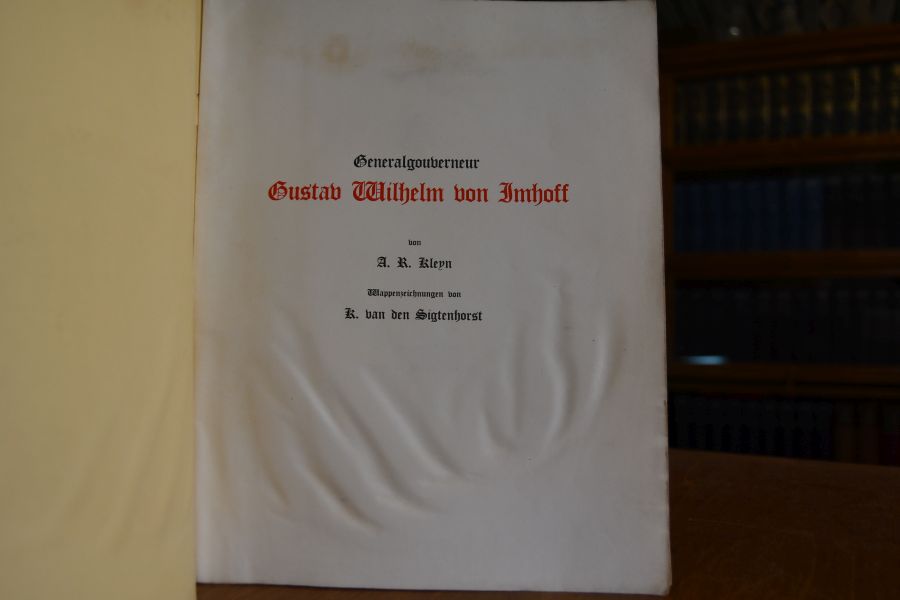 Generalgouverneur
Gustav Wilhelm von Imhoff
von
A. R. Kleyn
Wappenzeichnungen von
K. van den Sigtenhorst